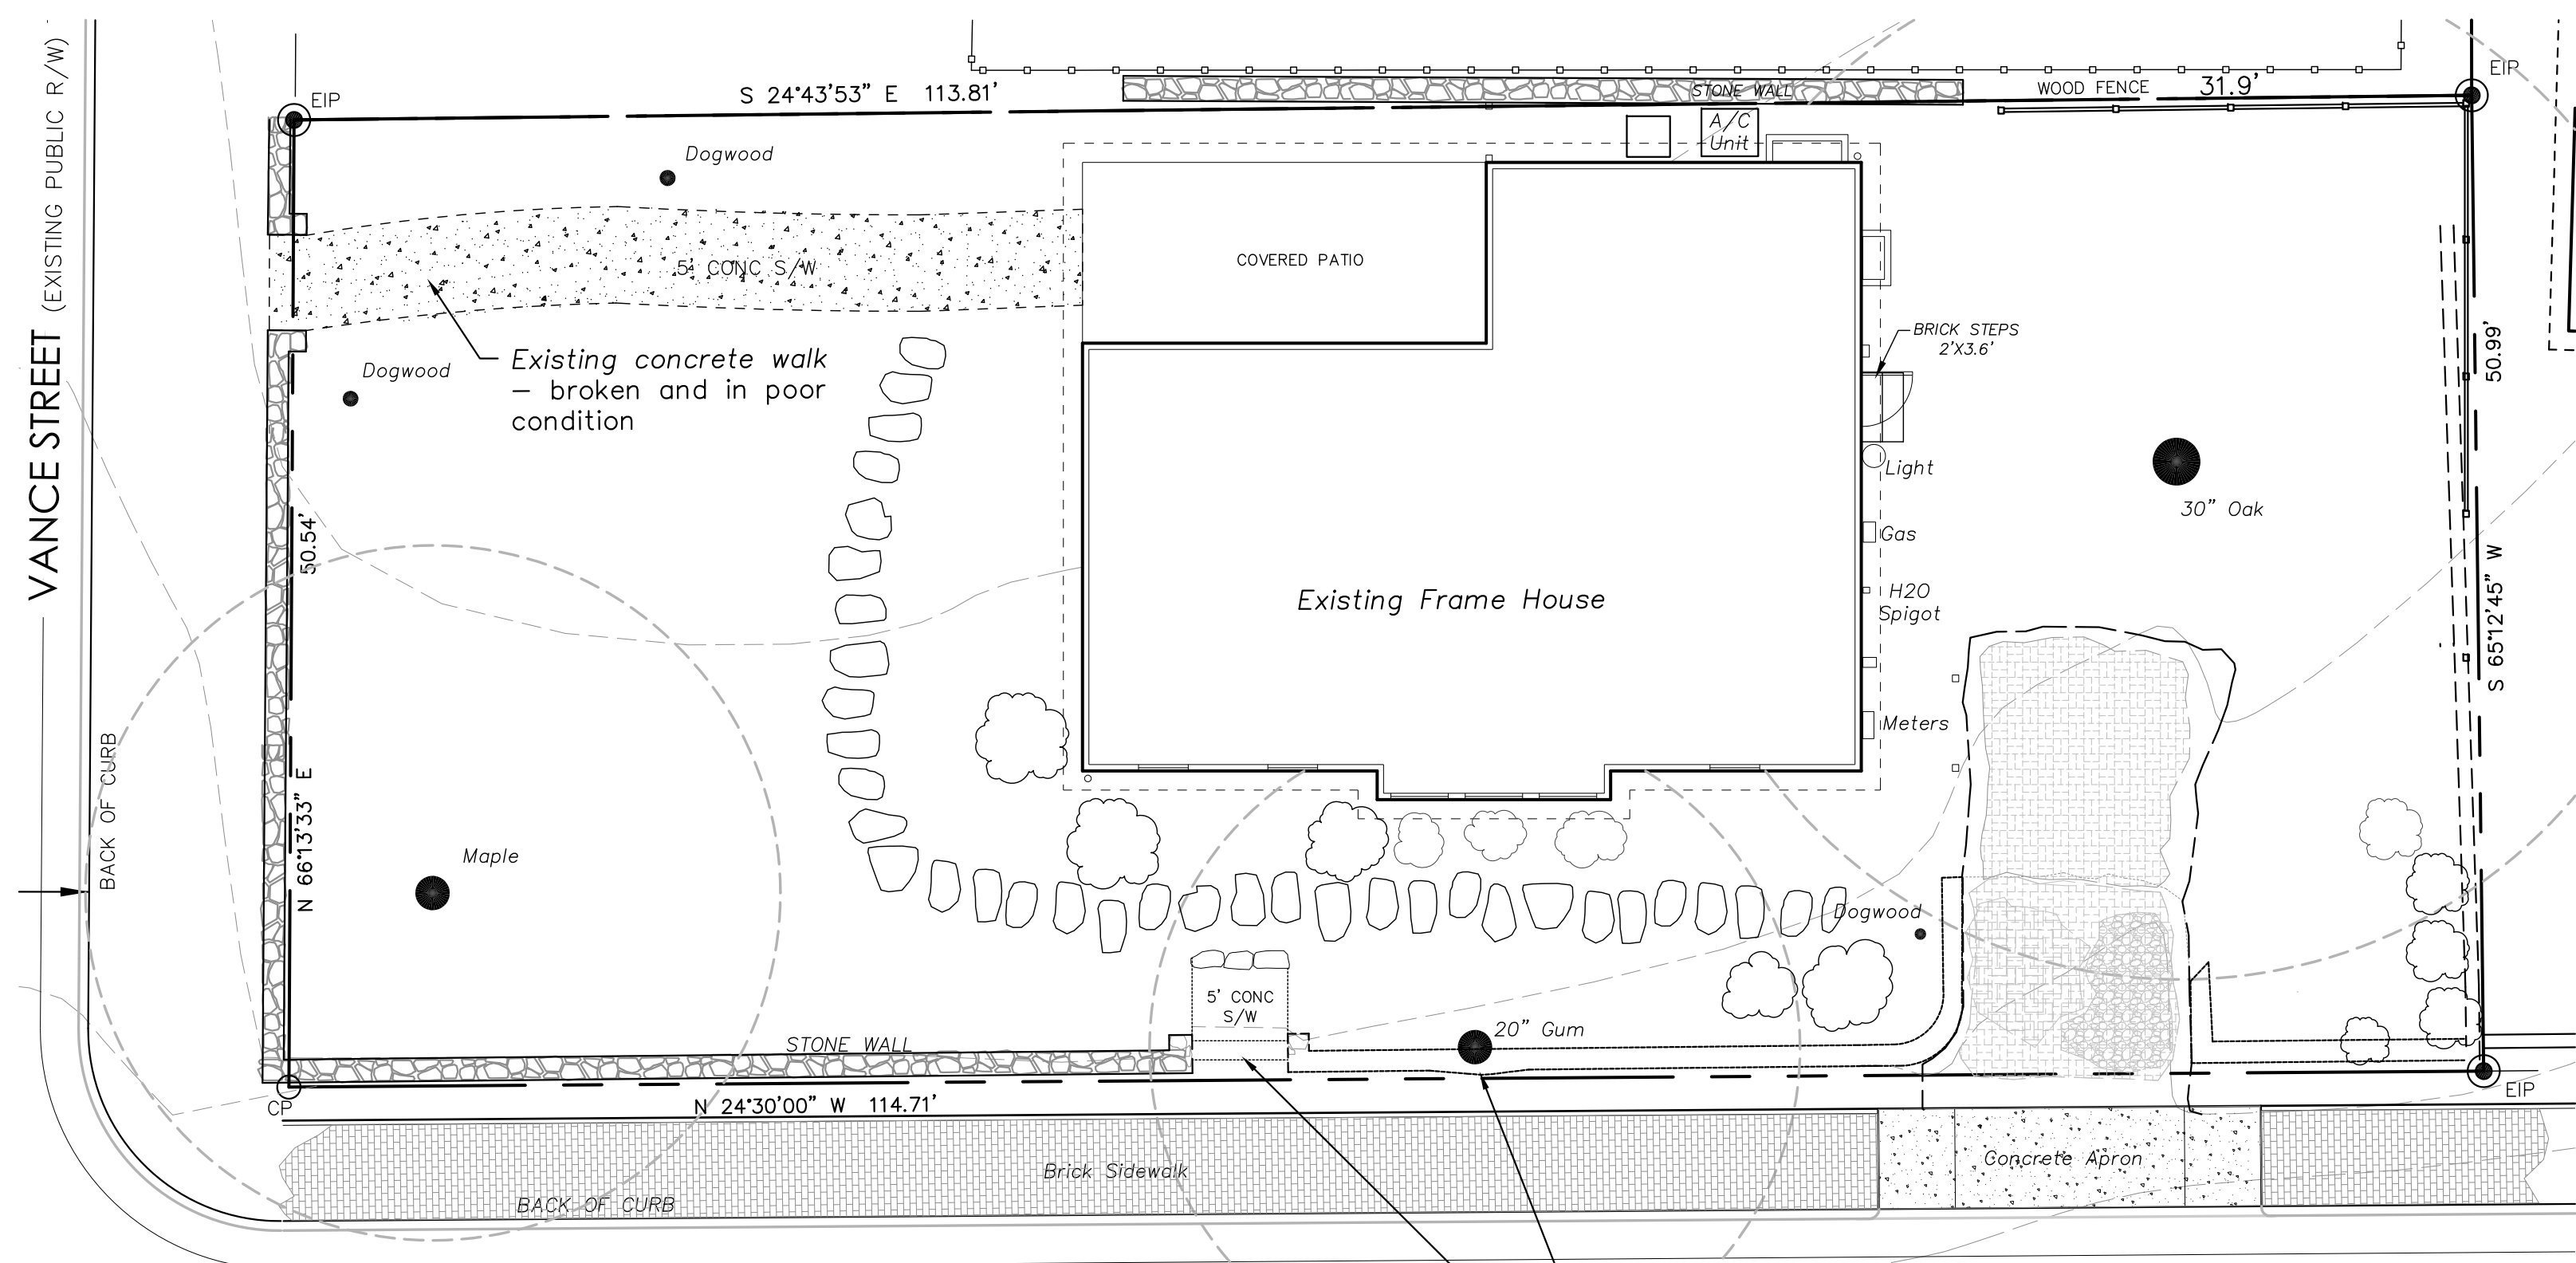 EIP
S 24°43'53" E 113.81'
STONE WALL
WOOD FENCE
31.9'
EIP
A/C
Unit
Dogwood
COVERED PATIO
5' CONC S/W
Existing concrete walk
– broken and in poor
condition
Dogwood
BRICK STEPS
2'X3.6'
Light
30" Oak
Gas
H2O
Spigot
Meters
Existing Frame House
50.99'
S 65°12'45" W
VANCE STREET (EXISTING PUBLIC R/W)
BACK OF CURB
50.54'
N 66°13'33" E
Maple
Dogwood
5' CONC
S/W
20" Gum
STONE WALL
CP
N 24°30'00" W 114.71'
EIP
Brick Sidewalk
Concrete Apron
BACK OF CURB